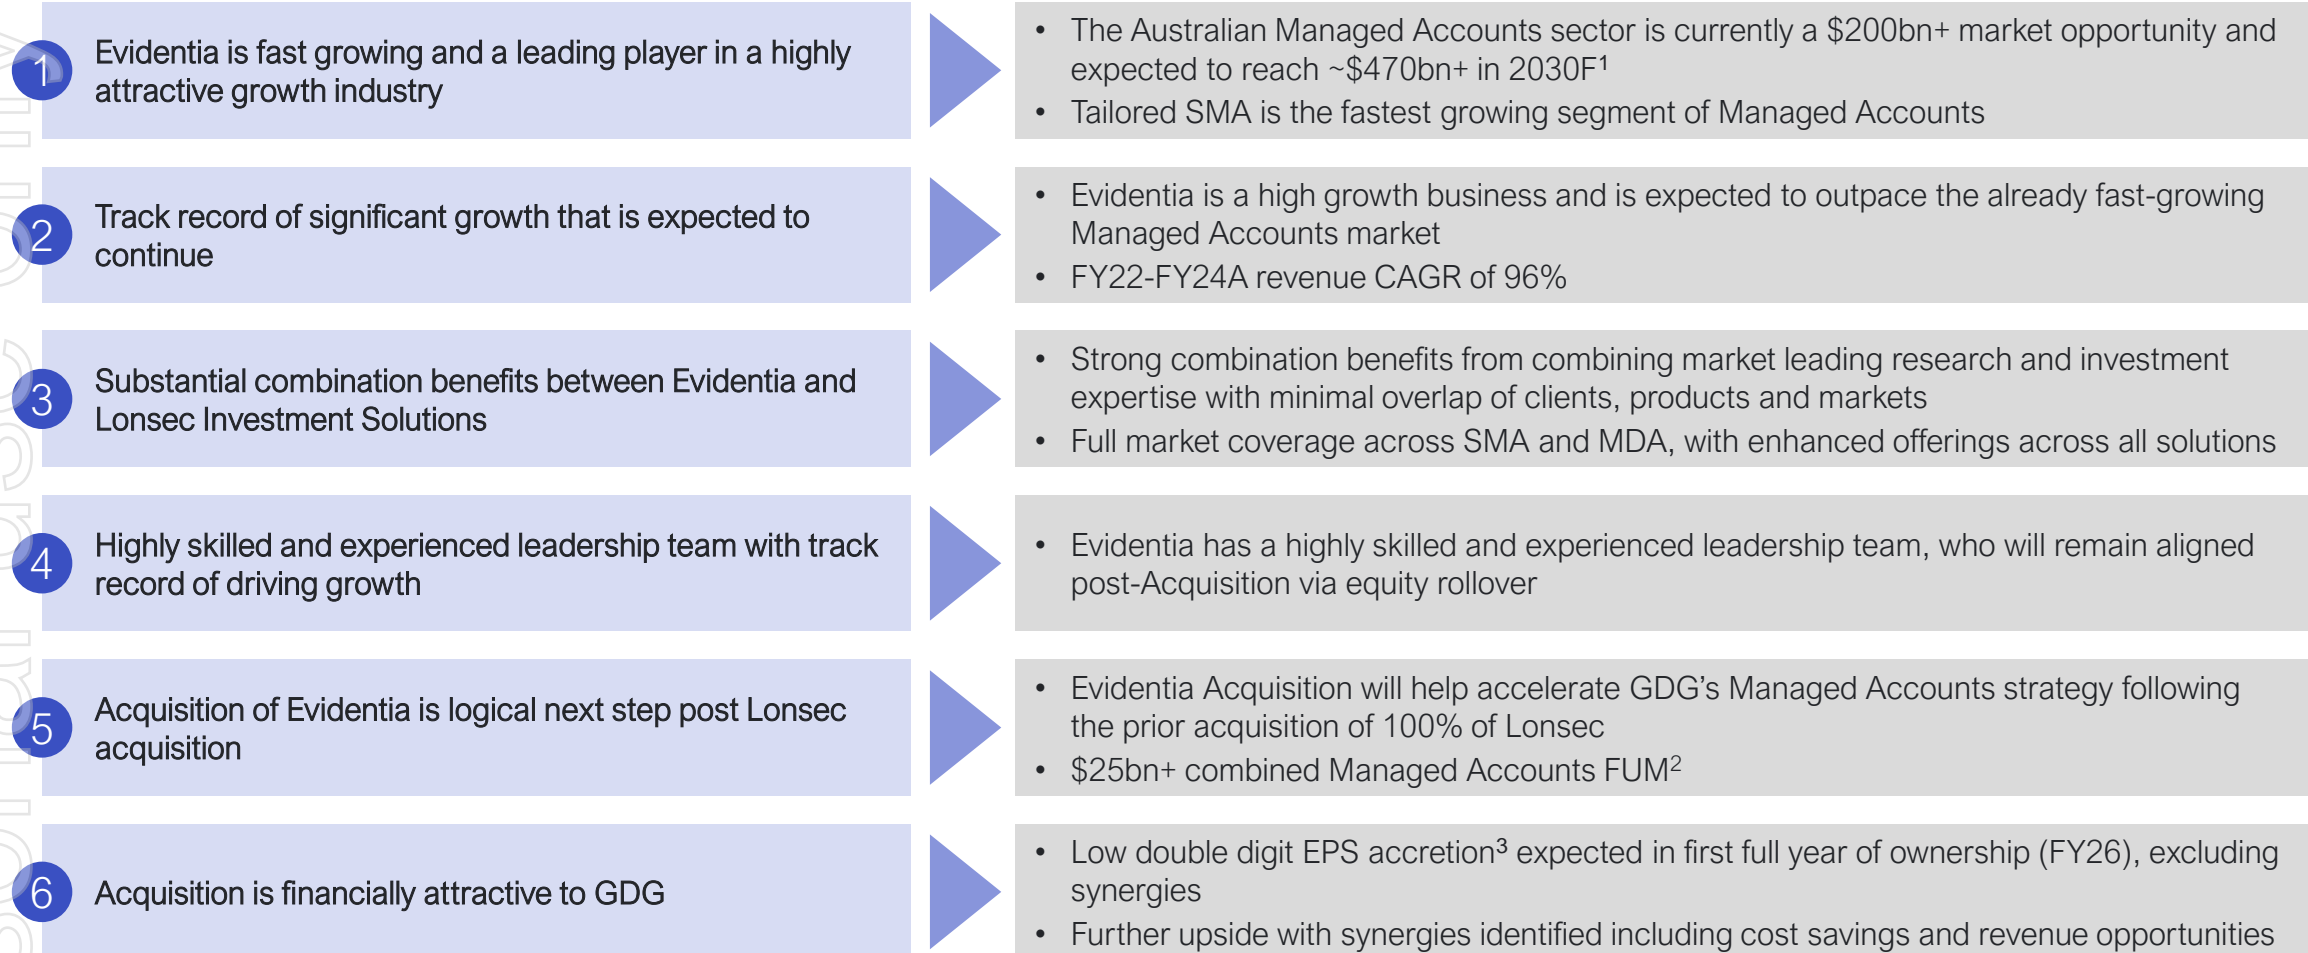 1
Evidentia is fast growing and a leading player in a highly
attractive growth industry
• The Australian Managed Accounts sector is currently a $200bn+ market opportunity and
expected to reach ~$470bn+ in 2030F¹
• Tailored SMA is the fastest growing segment of Managed Accounts
2
Track record of significant growth that is expected to
continue
• Evidentia is a high growth business and is expected to outpace the already fast-growing
Managed Accounts market
• FY22-FY24A revenue CAGR of 96%
3
Substantial combination benefits between Evidentia and
Lonsec Investment Solutions
• Strong combination benefits from combining market leading research and investment
expertise with minimal overlap of clients, products and markets
• Full market coverage across SMA and MDA, with enhanced offerings across all solutions
4
Highly skilled and experienced leadership team with track
record of driving growth
• Evidentia has a highly skilled and experienced leadership team, who will remain aligned
post-Acquisition via equity rollover
5
Acquisition of Evidentia is logical next step post Lonsec
acquisition
• Evidentia Acquisition will help accelerate GDG’s Managed Accounts strategy following
the prior acquisition of 100% of Lonsec
• $25bn+ combined Managed Accounts FUM²
6
Acquisition is financially attractive to GDG
• Low double digit EPS accretion³ expected in first full year of ownership (FY26), excluding
synergies
• Further upside with synergies identified including cost savings and revenue opportunities